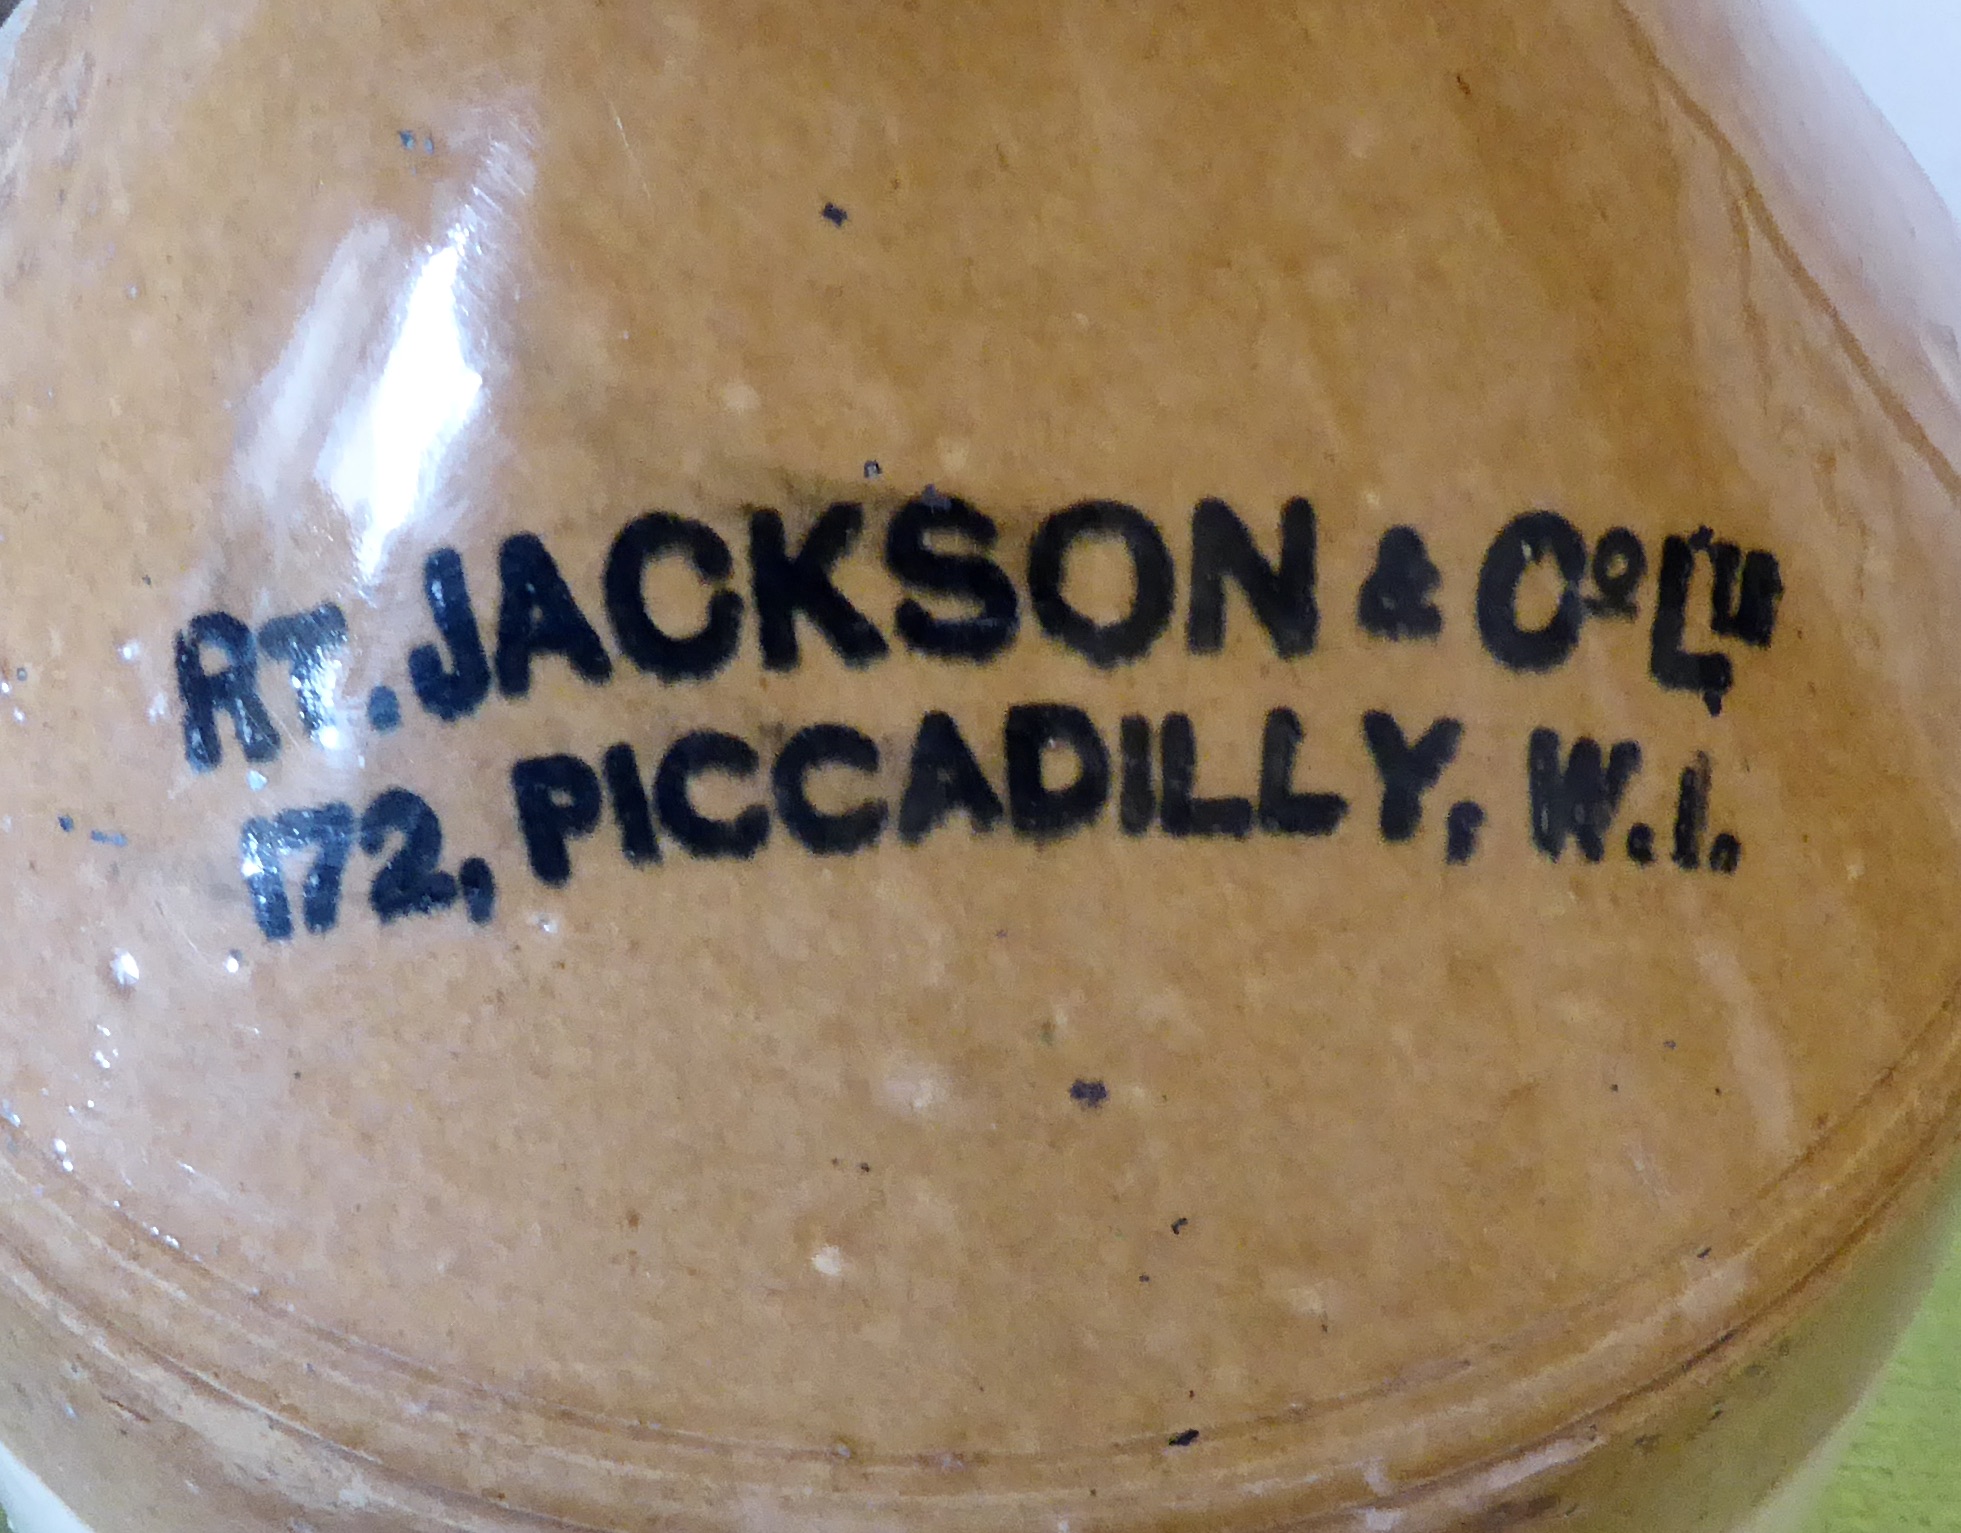 RT. JACKSON & Co Ltd
172, PICCADILLY, W.1.